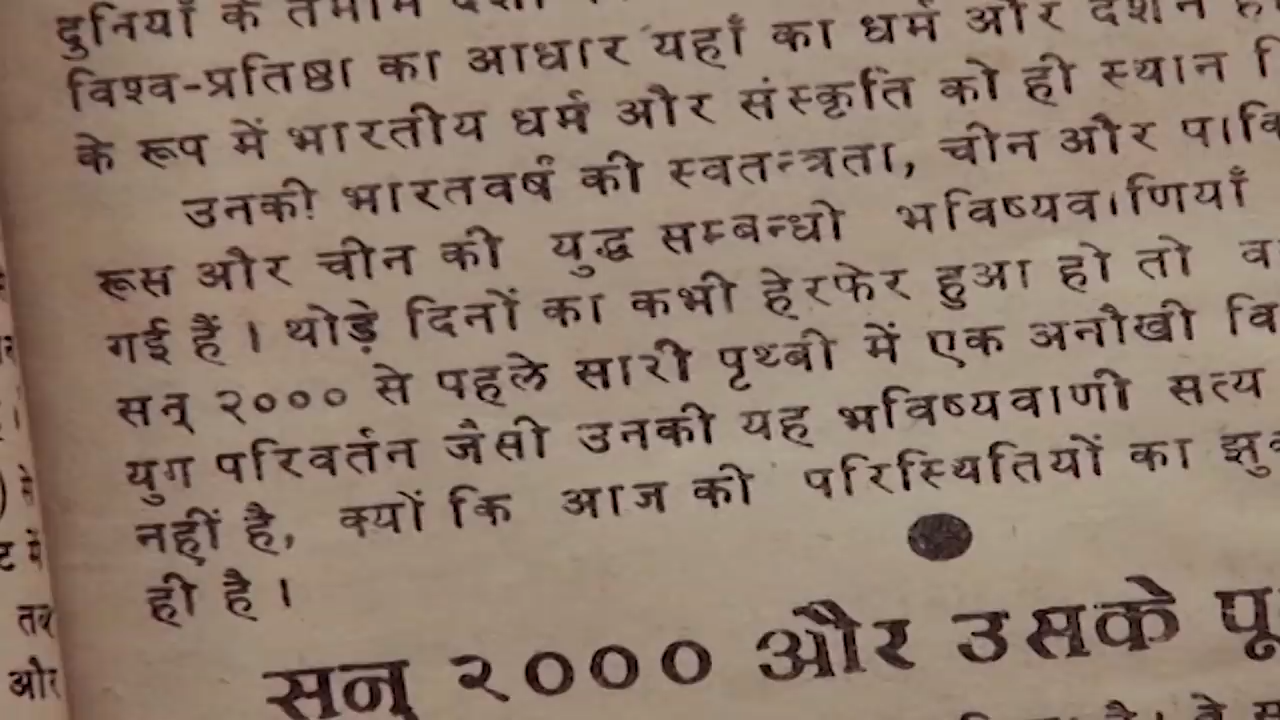 दुनियाँ के तमाम
विश्व-प्रतिष्ठा का आधार यहाँ का धर्म और दर्शन
के रूप में भारतीय धर्म और संस्कृति को ही स्थान
उनकी भारतवर्ष की स्वतन्त्रता, चीन और
रूस और चीन की युद्ध सम्बन्धी भविष्यवाणियाँ
गई हैं । थोड़े दिनों का कभी हेरफेर हुआ हो तो
सन् २००० से पहले सारी पृथ्वी में एक अनौखी
युग परिवर्तन जैसी उनकी यह भविष्यवाणी सत्य
नहीं है, क्यों कि आज की परिस्थितियों का
ही है ।
सन् २००० और उसके
में
ओर